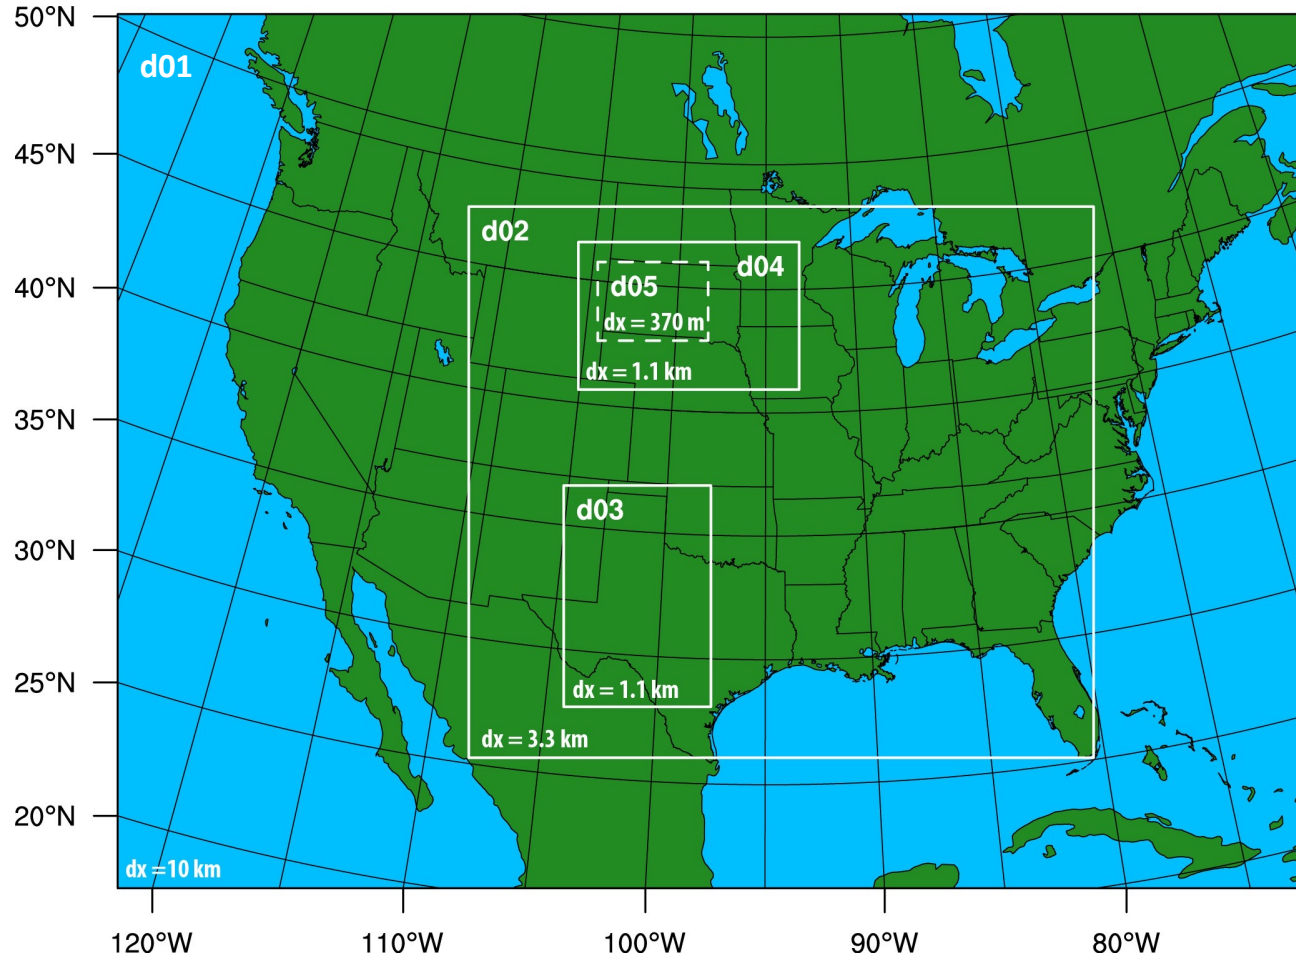 50°N
d01
45°N
d02
40°N
d04
d05
dx = 370 m
dx = 1.1 km
35°N
d03
30°N
25°N
dx = 1.1 km
dx = 3.3 km
20°N
dx =10 km
120°W
110°W
100°W
90°W
80°W